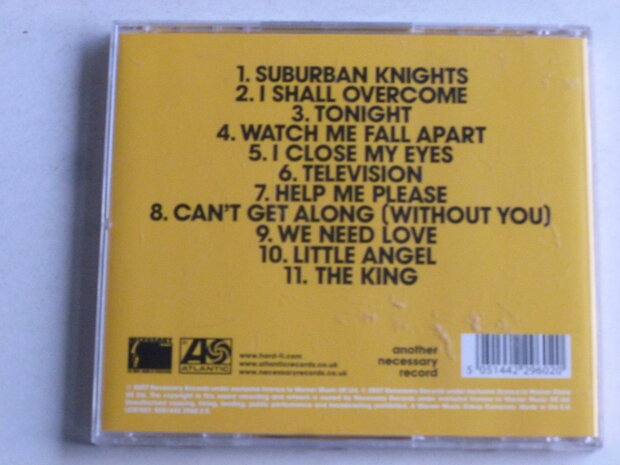 1. SUBURBAN KNIGHTS
2. I SHALL OVERCOME
3. TONIGHT
4. WATCH ME FALL APART
5. I CLOSE MY EYES
6. TELEVISION
7. HELP ME PLEASE
8. CAN'T GET ALONG (WITHOUT YOU)
9. WE NEED LOVE
10. LITTLE ANGEL
11. THE KING
ATLANTIC
www.hard-fi.com
www.atlanticrecords.co.uk
www.necessaryrecords.co.uk
another
necessary
record
5 051442 296020